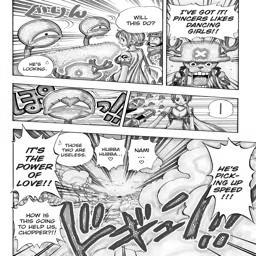 I'VE GOT IT!
PINCERS LIKES
DANCING
GIRLS!!
WILL
THIS DO?
HE'S
LOOKING.
!
HE'S
PICK-
ING UP
SPEED
!!!
NAMI
...
HUBBA
HUBBA
THOSE
TWO ARE
USELESS.
IT'S
THE
POWER
OF
LOVE!!
HOW IS
THIS GOING
TO HELP US,
CHOPPER?!